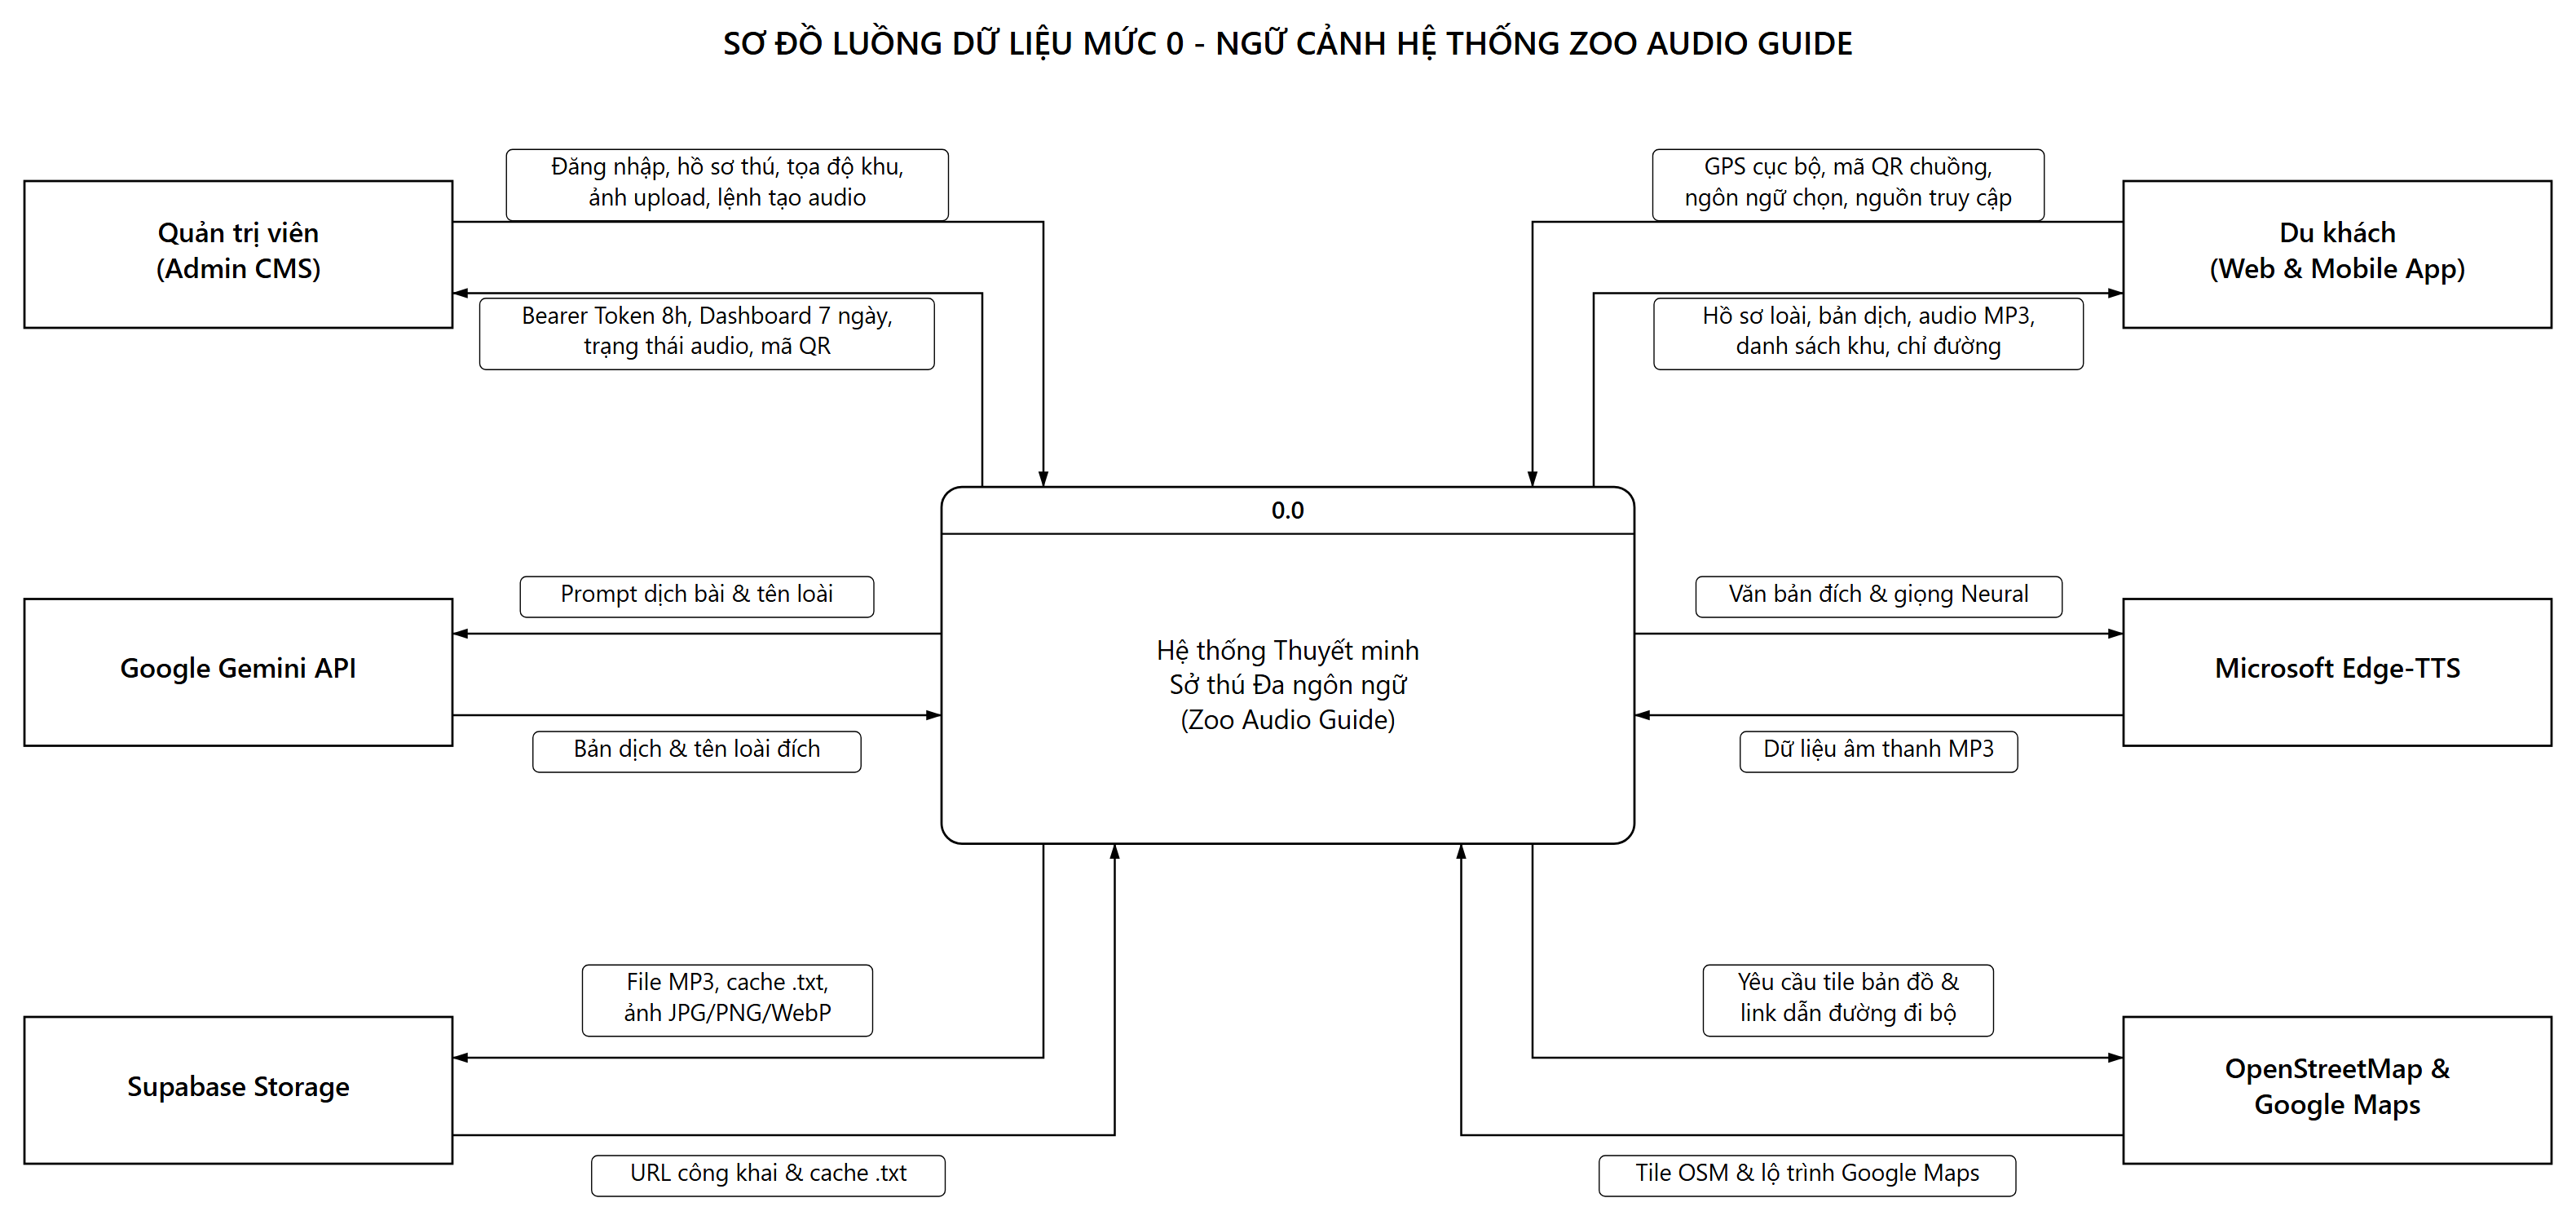 SƠ ĐỒ LUỒNG DỮ LIỆU MỨC 0 - NGỮ CẢNH HỆ THỐNG ZOO AUDIO GUIDE
Quản trị viên
(Admin CMS)
Đăng nhập, hồ sơ thú, tọa độ khu,
ảnh upload, lệnh tạo audio
Bearer Token 8h, Dashboard 7 ngày,
trạng thái audio, mã QR
GPS cục bộ, mã QR chuồng,
ngôn ngữ chọn, nguồn truy cập
Hồ sơ loài, bản dịch, audio MP3,
danh sách khu, chỉ đường
Du khách
(Web & Mobile App)
Google Gemini API
Prompt dịch bài & tên loài
Bản dịch & tên loài đích
0.0
Hệ thống Thuyết minh
Sở thú Đa ngôn ngữ
(Zoo Audio Guide)
Văn bản đích & giọng Neural
Dữ liệu âm thanh MP3
Microsoft Edge-TTS
Supabase Storage
File MP3, cache .txt,
ảnh JPG/PNG/WebP
URL công khai & cache .txt
Yêu cầu tile bản đồ &
link dẫn đường đi bộ
Tile OSM & lộ trình Google Maps
OpenStreetMap &
Google Maps